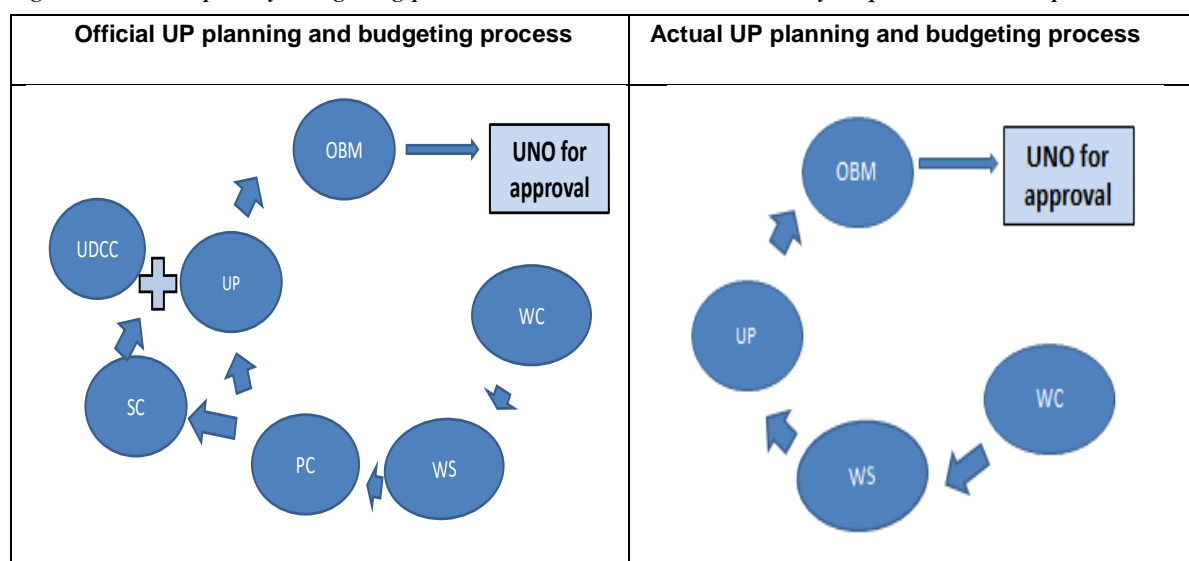 Official UP planning and budgeting process
Actual UP planning and budgeting process
OBM
UNO for
approval
UDCC
UP
WC
SC
PC
WS
OBM
UNO for
approval
UP
WC
WS